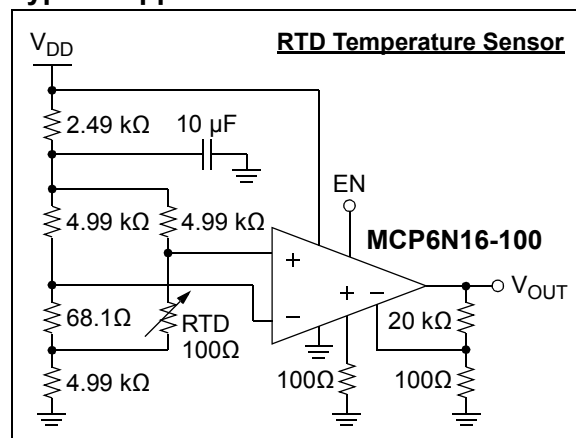 RTD Temperature Sensor
V_DD
2.49 kΩ
10 µF
EN
4.99 kΩ
4.99 kΩ
MCP6N16-100
+
+
−
V_OUT
68.1Ω
RTD
100Ω
−
20 kΩ
4.99 kΩ
100Ω
100Ω